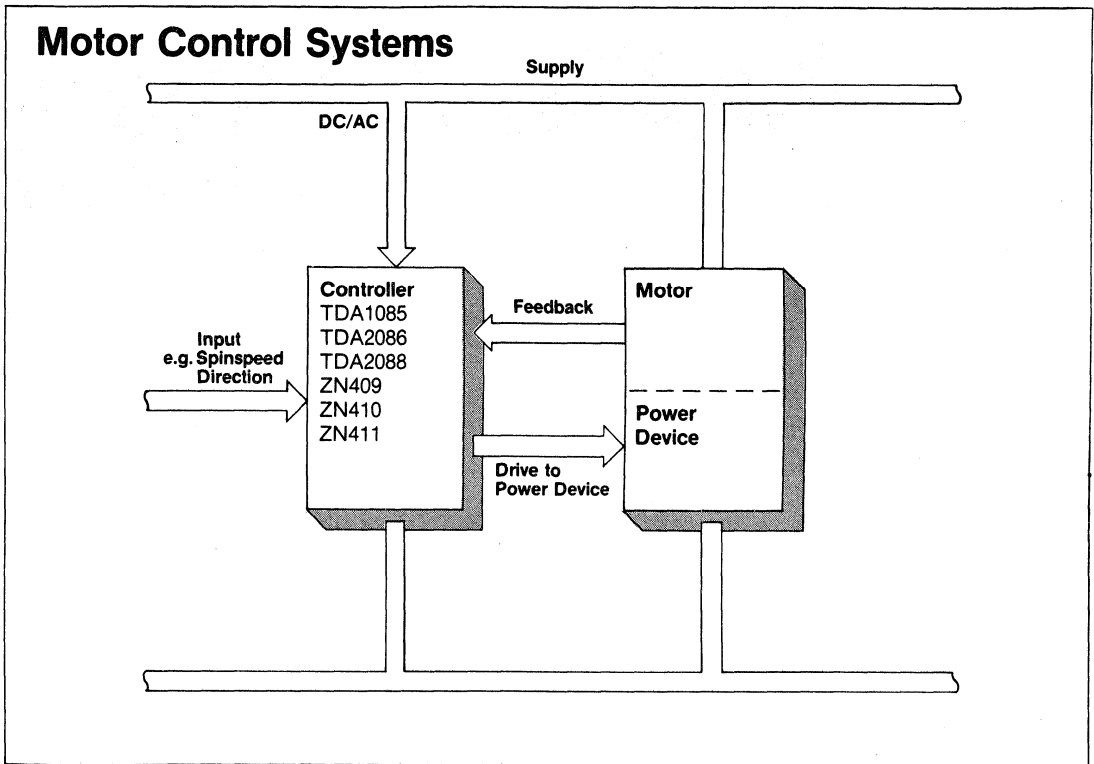 Motor Control Systems
Supply
DC/AC
Controller
TDA1085
TDA2086
TDA2088
ZN409
ZN410
ZN411
Input
e.g. Spinspeed
Direction
Feedback
Motor
Power
Device
Drive to
Power Device